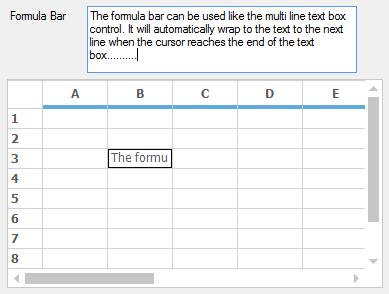 Formula Bar
The formula bar can be used like the multi line text box
control. It will automatically wrap to the text to the next
line when the cursor reaches the end of the text
box..........
A B C D E
1
2
3 The formu
4
5
6
7
8